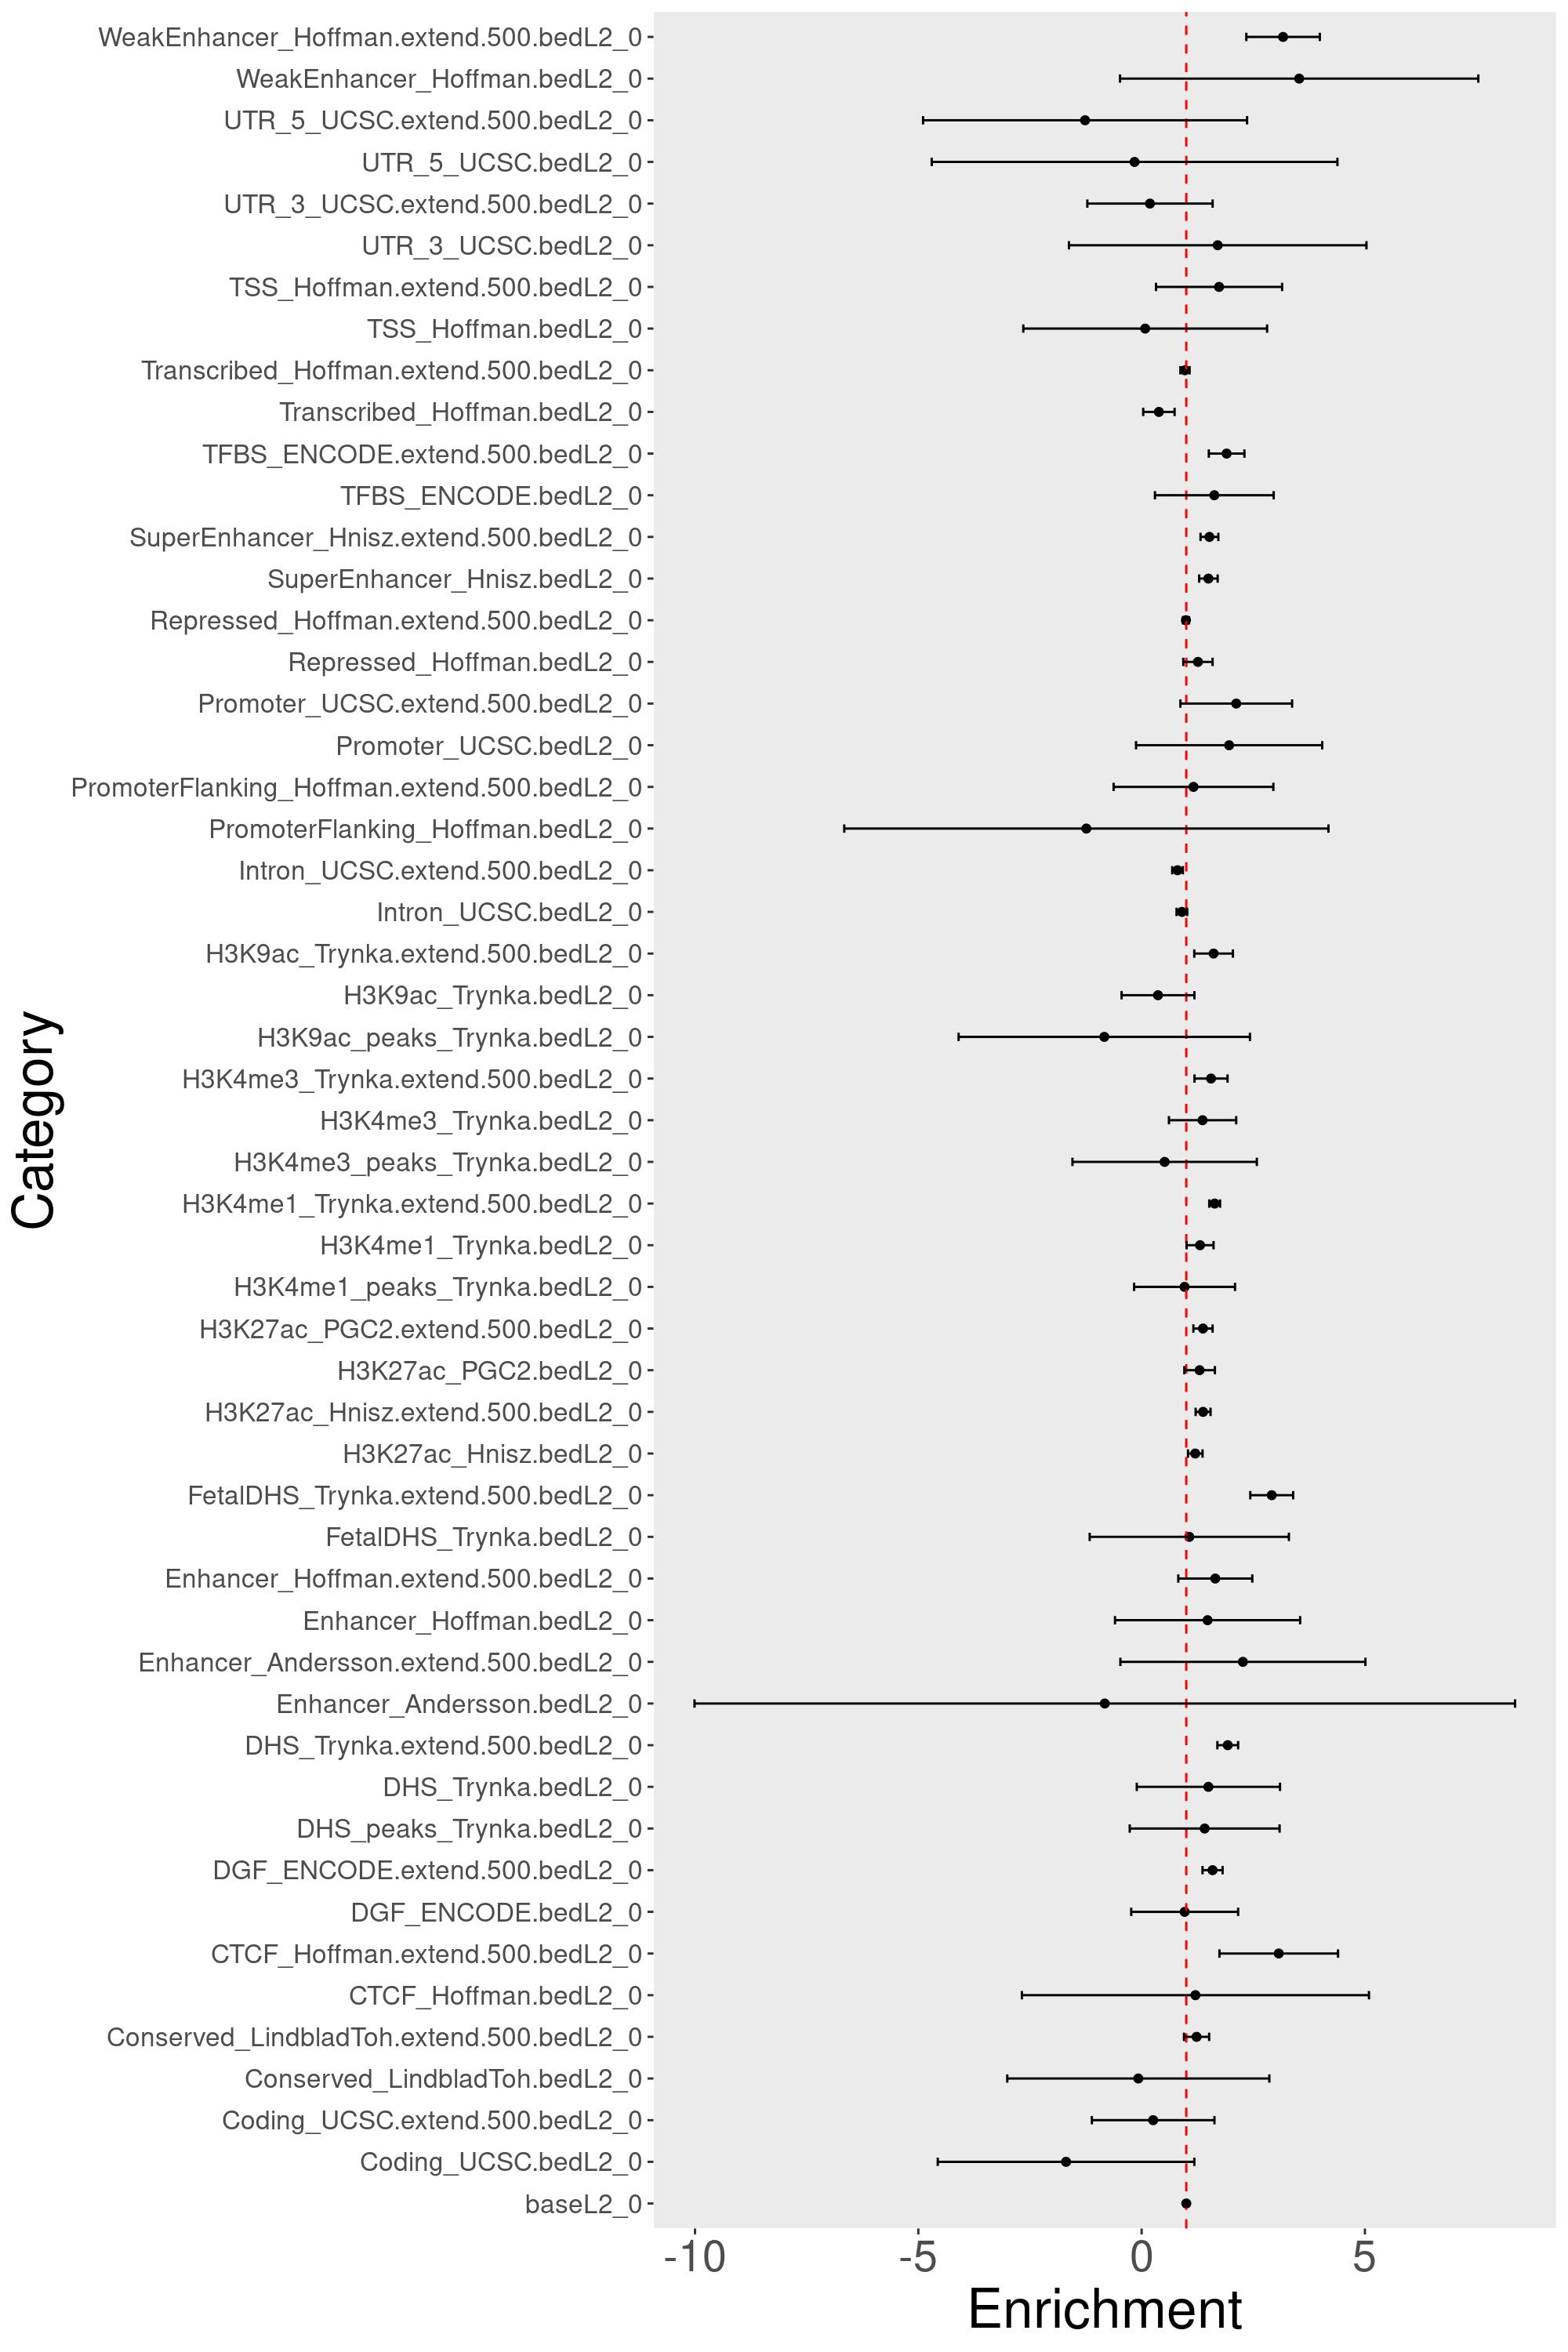 WeakEnhancer_Hoffman.extend.500.bedL2_0
WeakEnhancer_Hoffman.bedL2_0
UTR_5_UCSC.extend.500.bedL2_0
UTR_5_UCSC.bedL2_0
UTR_3_UCSC.extend.500.bedL2_0
UTR_3_UCSC.bedL2_0
TSS_Hoffman.extend.500.bedL2_0
TSS_Hoffman.bedL2_0
Transcribed_Hoffman.extend.500.bedL2_0
Transcribed_Hoffman.bedL2_0
TFBS_ENCODE.extend.500.bedL2_0
TFBS_ENCODE.bedL2_0
SuperEnhancer_Hnisz.extend.500.bedL2_0
SuperEnhancer_Hnisz.bedL2_0
Repressed_Hoffman.extend.500.bedL2_0
Repressed_Hoffman.bedL2_0
Promoter_UCSC.extend.500.bedL2_0
Promoter_UCSC.bedL2_0
PromoterFlanking_Hoffman.extend.500.bedL2_0
PromoterFlanking_Hoffman.bedL2_0
Intron_UCSC.extend.500.bedL2_0
Intron_UCSC.bedL2_0
H3K9ac_Trynka.extend.500.bedL2_0
H3K9ac_Trynka.bedL2_0
H3K9ac_peaks_Trynka.bedL2_0
H3K4me3_Trynka.extend.500.bedL2_0
H3K4me3_Trynka.bedL2_0
H3K4me3_peaks_Trynka.bedL2_0
H3K4me1_Trynka.extend.500.bedL2_0
H3K4me1_Trynka.bedL2_0
H3K4me1_peaks_Trynka.bedL2_0
H3K27ac_PGC2.extend.500.bedL2_0
H3K27ac_PGC2.bedL2_0
H3K27ac_Hnisz.extend.500.bedL2_0
H3K27ac_Hnisz.bedL2_0
FetalDHS_Trynka.extend.500.bedL2_0
FetalDHS_Trynka.bedL2_0
Enhancer_Hoffman.extend.500.bedL2_0
Enhancer_Hoffman.bedL2_0
Enhancer_Andersson.extend.500.bedL2_0
Enhancer_Andersson.bedL2_0
DHS_Trynka.extend.500.bedL2_0
DHS_Trynka.bedL2_0
DHS_peaks_Trynka.bedL2_0
DGF_ENCODE.extend.500.bedL2_0
DGF_ENCODE.bedL2_0
CTCF_Hoffman.extend.500.bedL2_0
CTCF_Hoffman.bedL2_0
Conserved_LindbladToh.extend.500.bedL2_0
Conserved_LindbladToh.bedL2_0
Coding_UCSC.extend.500.bedL2_0
Coding_UCSC.bedL2_0
baseL2_0
Category
-10 -5 0 5
Enrichment